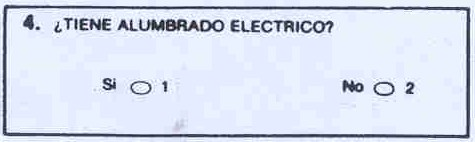 4. ¿TIENE ALUMBRADO ELECTRICO?
Si 1 No 2